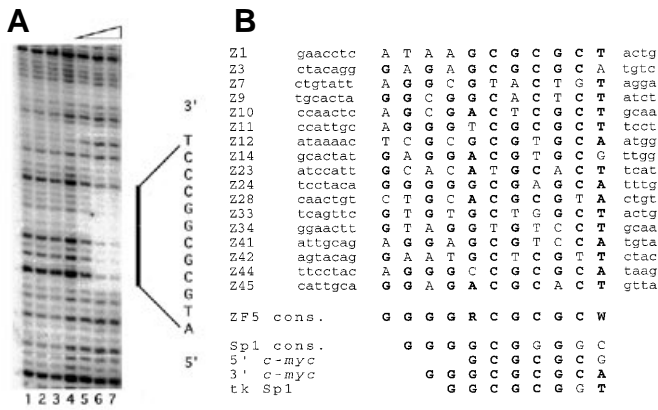 A
3'
T
C
C
C
G
G
C
G
C
G
T
A
5'
1 2 3 4 5 6 7
B
Z1 gaacctc A T A A G C G C G C T actg
Z3 ctacagg G A G A G C G C G C A tgtc
Z7 ctgtatt A G G C G T A C T G T agga
Z9 tgcacta G G C G G C A C T C T atct
Z10 ccaactc A G C G A C T C G C T gcaa
Z11 ccattgc A G G G T C G C G C T tcct
Z12 ataaaac T C G C G C G T G C A atgg
Z14 gcactat G A G G A C G T G C G ttgg
Z23 atccatt G C A C A T G C A C T tcat
Z24 tcctaca G G G G G C G A G C A tttg
Z28 caactgt C T G C A C G C G T A ctgt
Z33 tcagttc G T G T G C T G G C T actg
Z34 ggaactt G T A G G T G T C C T gcaa
Z41 attgcag A G G A G C G T C C A tgta
Z42 agtacag G A A T G C T C G T T ctac
Z44 ttcctac A G G G C C G C G C A taag
Z45 cattgca G G A G A C G C A C T gtta
ZF5 cons. G G G G R C G C G C W
Sp1 cons. G G G G C G G G G C
5' c-myc G C G C G C G
3' c-myc G G G C G C G C A
tk Sp1 G G C G C G G T